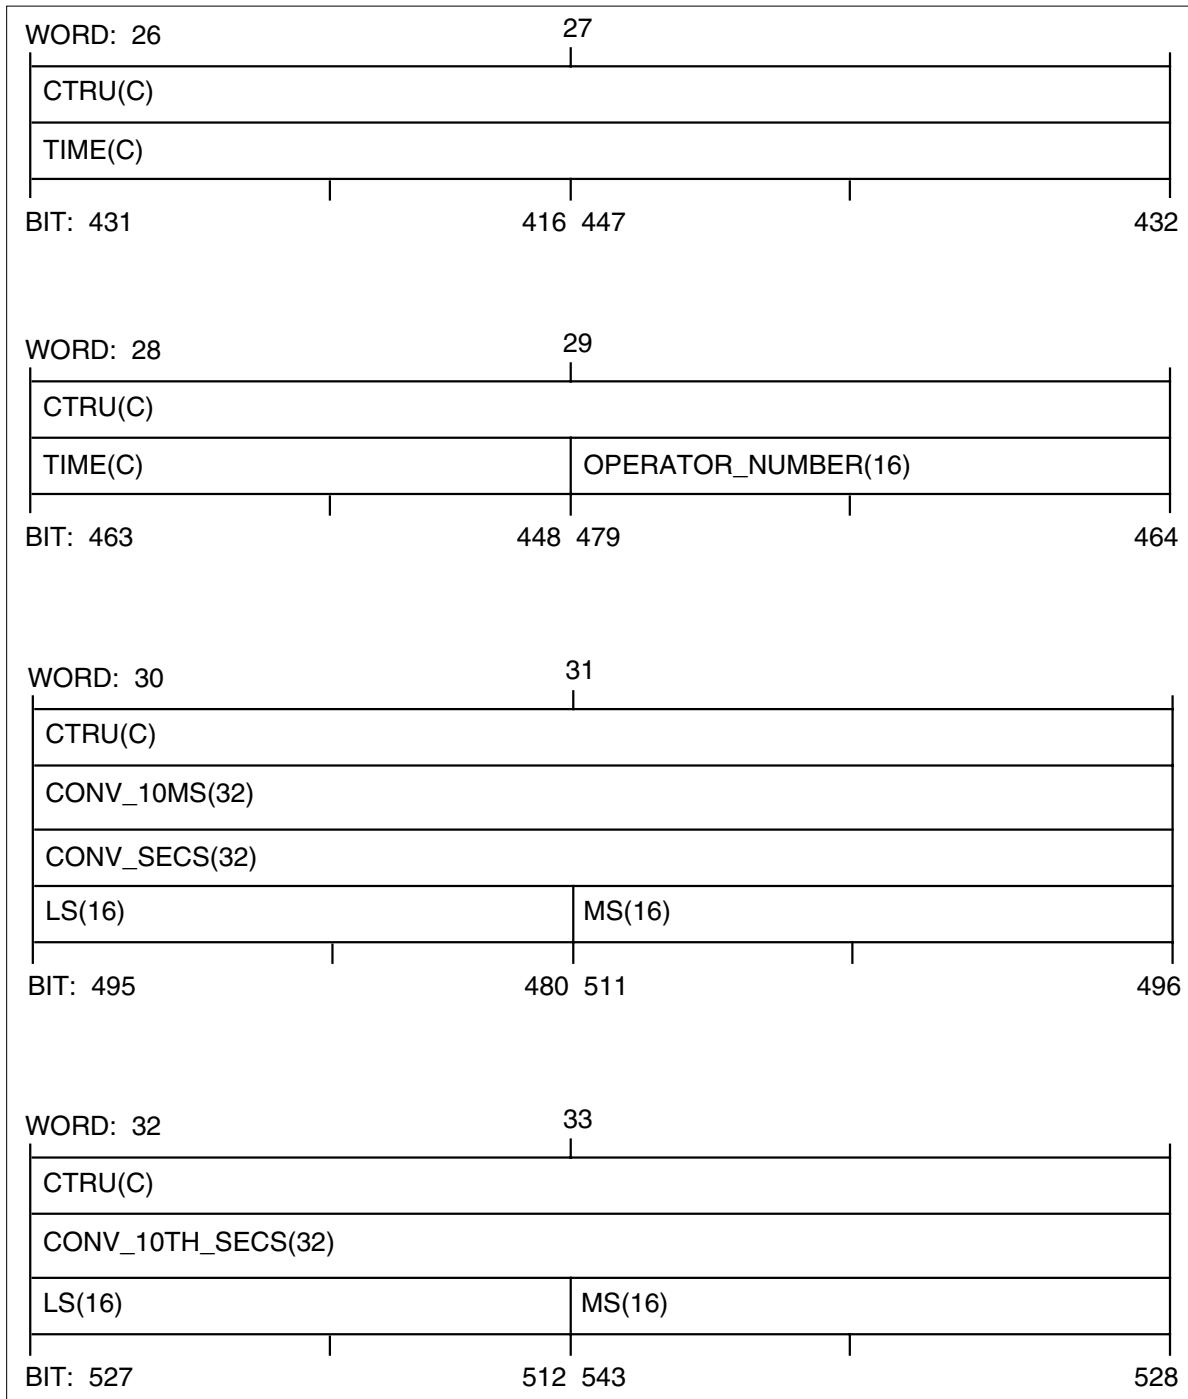 WORD: 26 27
CTRU(C)
TIME(C)
BIT: 431 416 447 432
WORD: 28 29
CTRU(C)
TIME(C) OPERATOR_NUMBER(16)
BIT: 463 448 479 464
WORD: 30 31
CTRU(C)
CONV_10MS(32)
CONV_SECS(32)
LS(16) MS(16)
BIT: 495 480 511 496
WORD: 32 33
CTRU(C)
CONV_10TH_SECS(32)
LS(16) MS(16)
BIT: 527 512 543 528